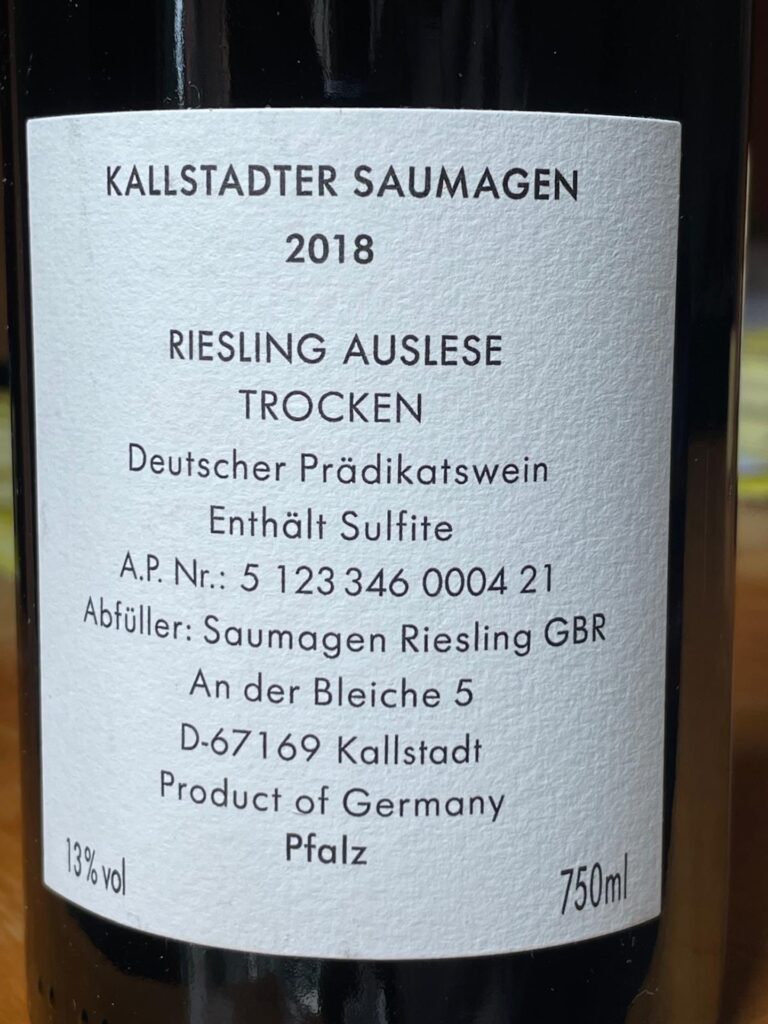 KALLSTADTER SAUMAGEN
2018
RIESLING AUSLESE
TROCKEN
Deutscher Prädikatswein
Enthält Sulfite
A.P. Nr.: 5 123 346 0004 21
Abfüller: Saumagen Riesling GBR
An der Bleiche 5
D-67169 Kallstadt
Product of Germany
Pfalz
13% vol
750ml